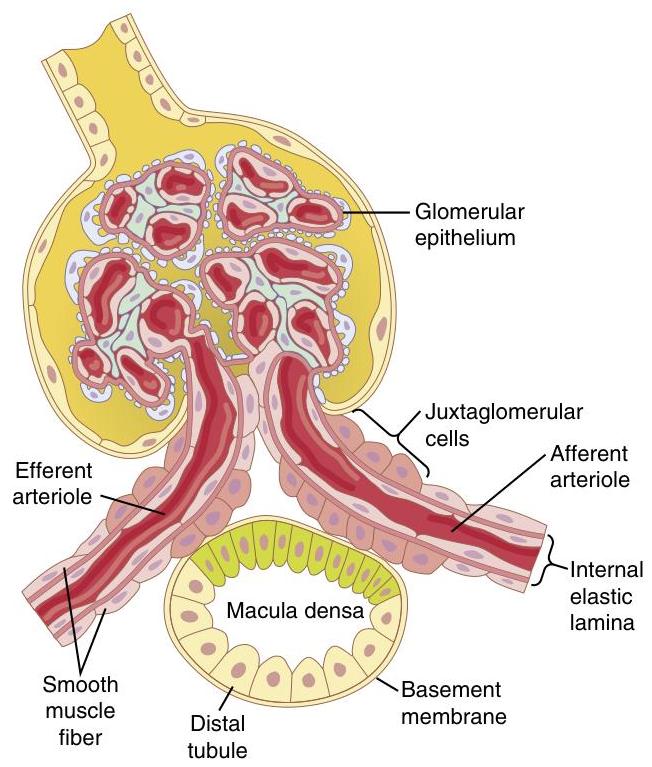 Glomerular
epithelium
Juxtaglomerular
cells
Afferent
arteriole
Efferent
arteriole
Internal
elastic
lamina
Macula densa
Smooth
muscle
fiber
Basement
membrane
Distal
tubule